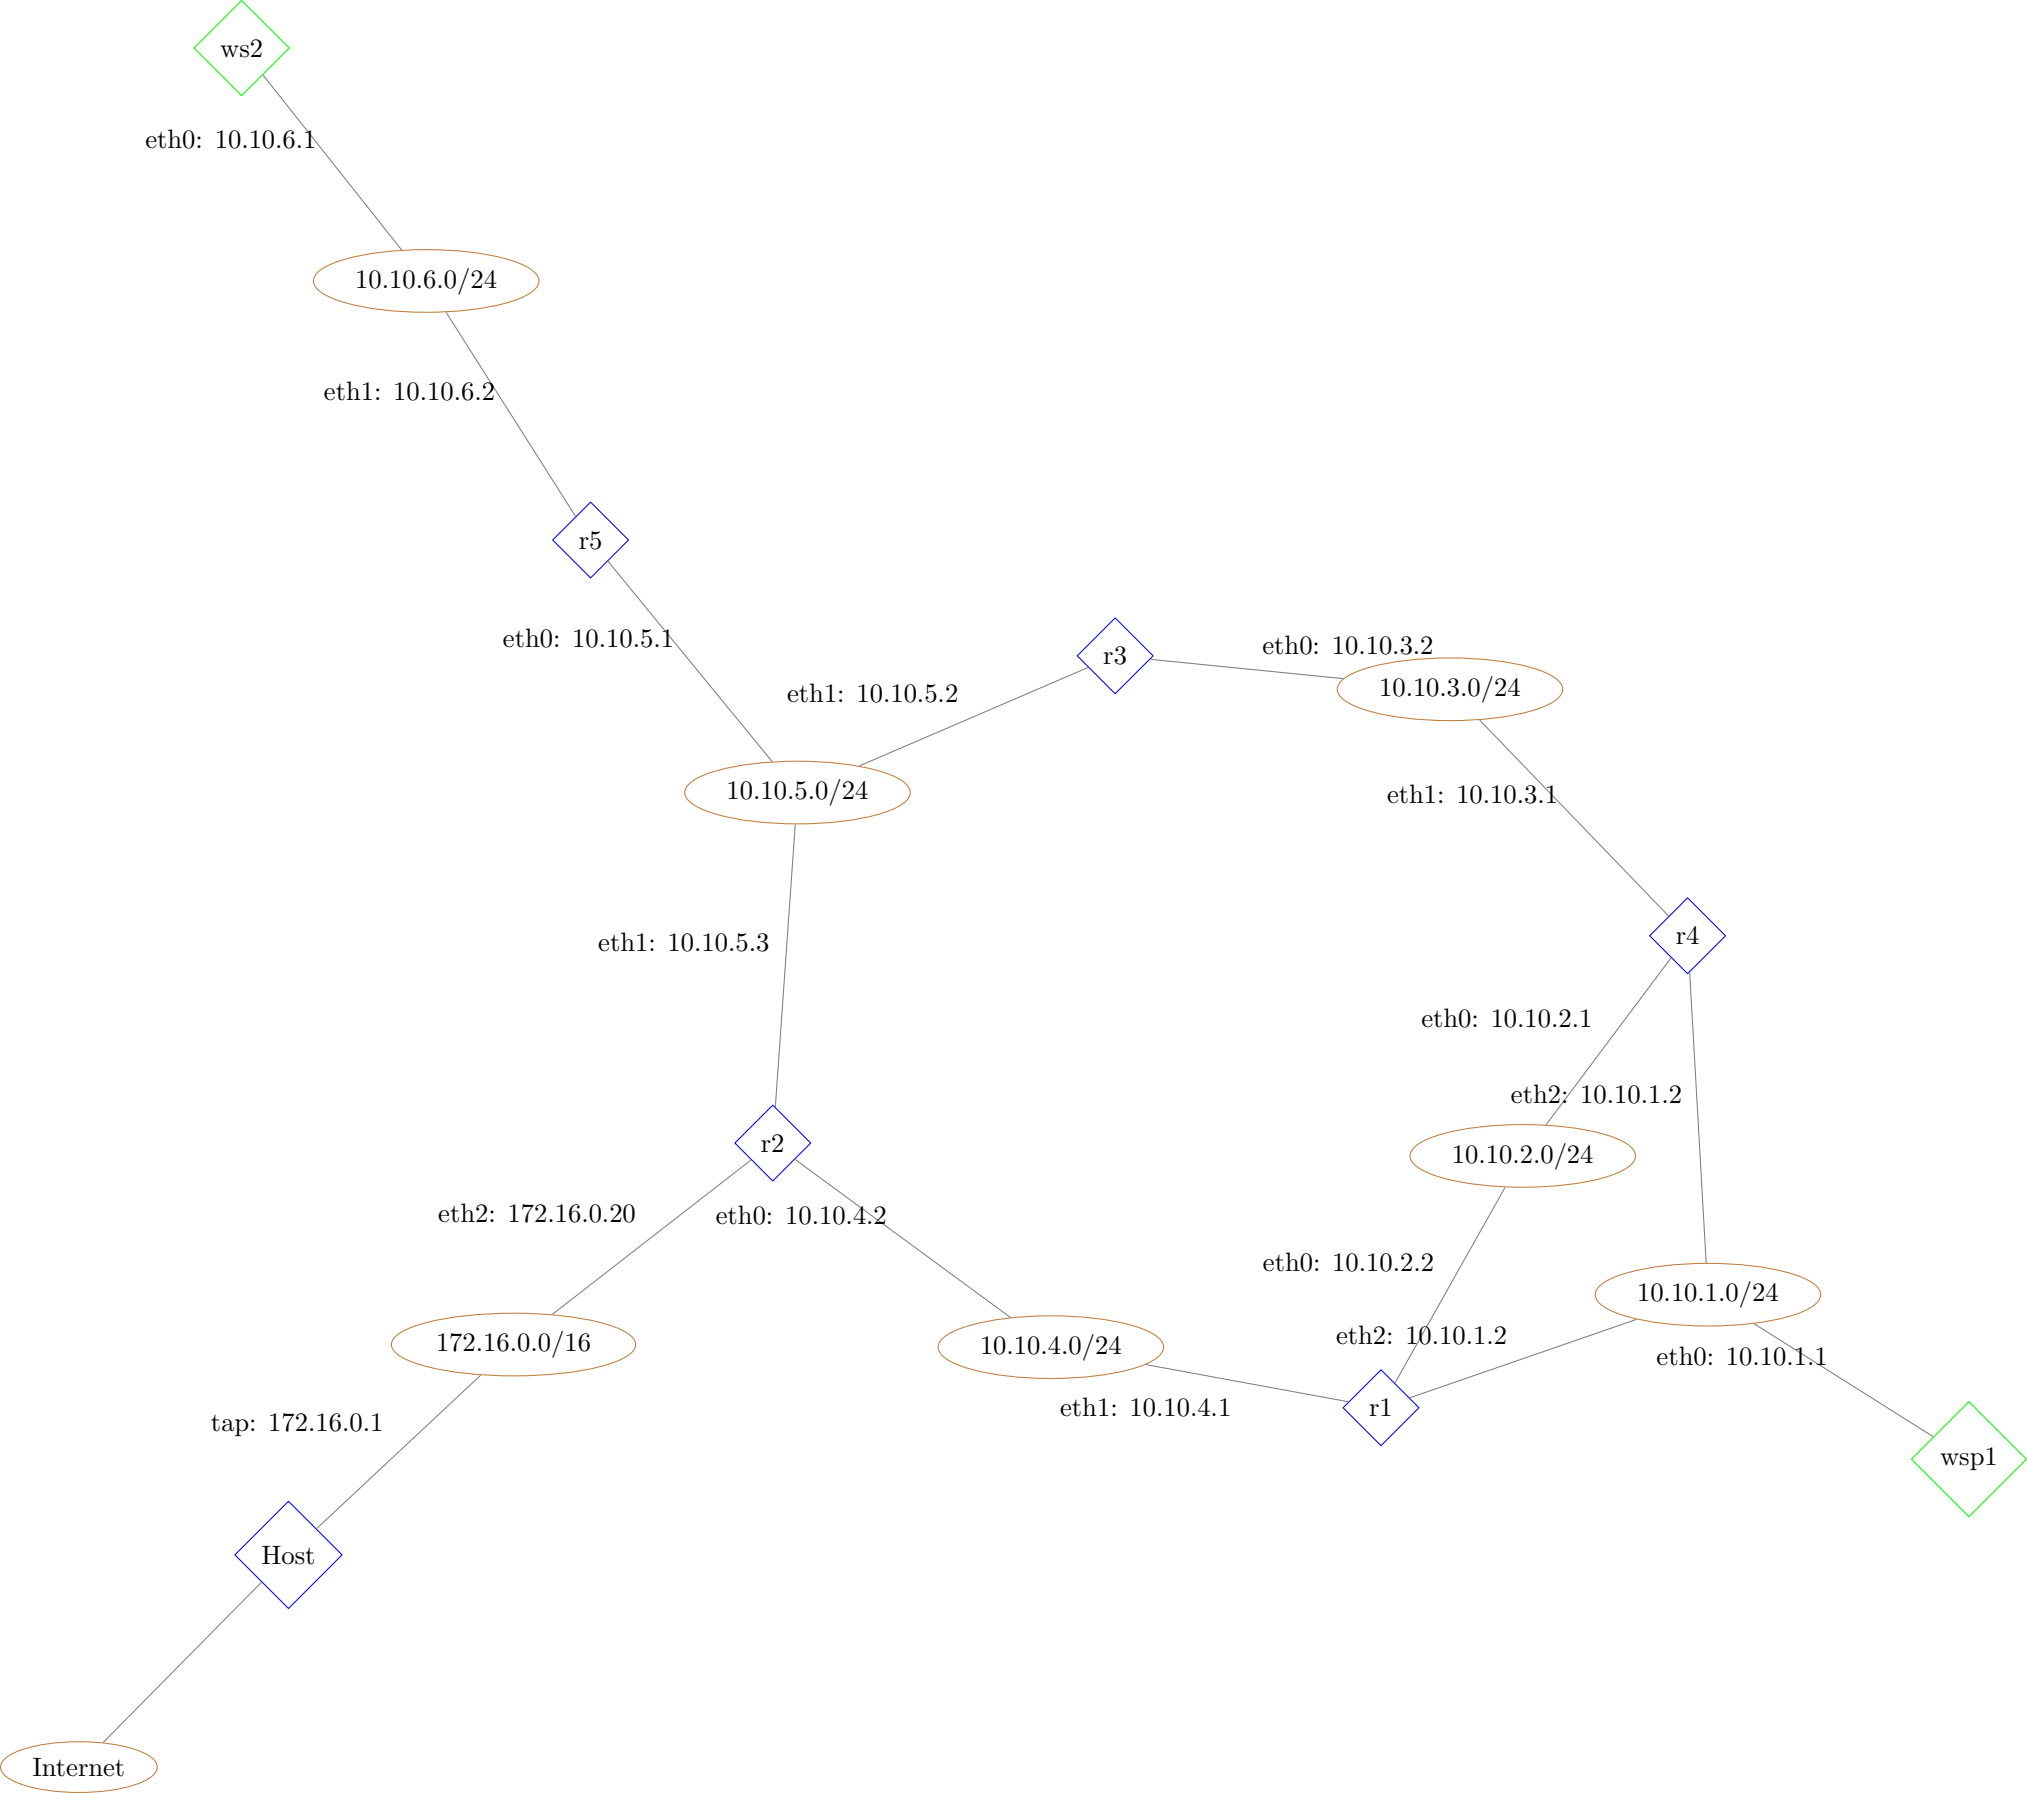 ws2
eth0: 10.10.6.1
10.10.6.0/24
eth1: 10.10.6.2
r5
eth0: 10.10.5.1
r3
eth0: 10.10.3.2
10.10.3.0/24
eth1: 10.10.5.2
10.10.5.0/24
eth1: 10.10.3.1
r4
eth1: 10.10.5.3
eth0: 10.10.2.1
eth2: 10.10.1.2
r2
10.10.2.0/24
eth2: 172.16.0.20
eth0: 10.10.4.2
eth0: 10.10.2.2
10.10.1.0/24
172.16.0.0/16
10.10.4.0/24
eth2: 10.10.1.2
eth0: 10.10.1.1
eth1: 10.10.4.1
r1
tap: 172.16.0.1
wsp1
Host
Internet